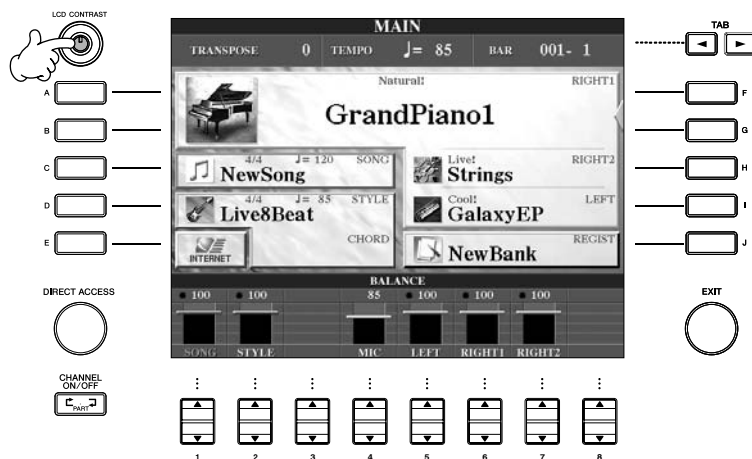 LCD CONTRAST
MAIN
TRANSPOSE 0 TEMPO ♩= 85 BAR 001- 1
TAB
A
B
C
D
E
Natural!
RIGHT1
GrandPiano1
4/4 ♩= 120 SONG
NewSong
Live!
RIGHT2
Strings
4/4 ♩= 85 STYLE
Live8Beat
Cool!
LEFT
GalaxyEP
INTERNET
CHORD
REGIST
NewBank
F
G
H
I
J
BALANCE
100 100 85 100 100 100
SONG STYLE MIC LEFT RIGHT1 RIGHT2
DIRECT ACCESS
EXIT
CHANNEL
ON/OFF
PART
1 2 3 4 5 6 7 8